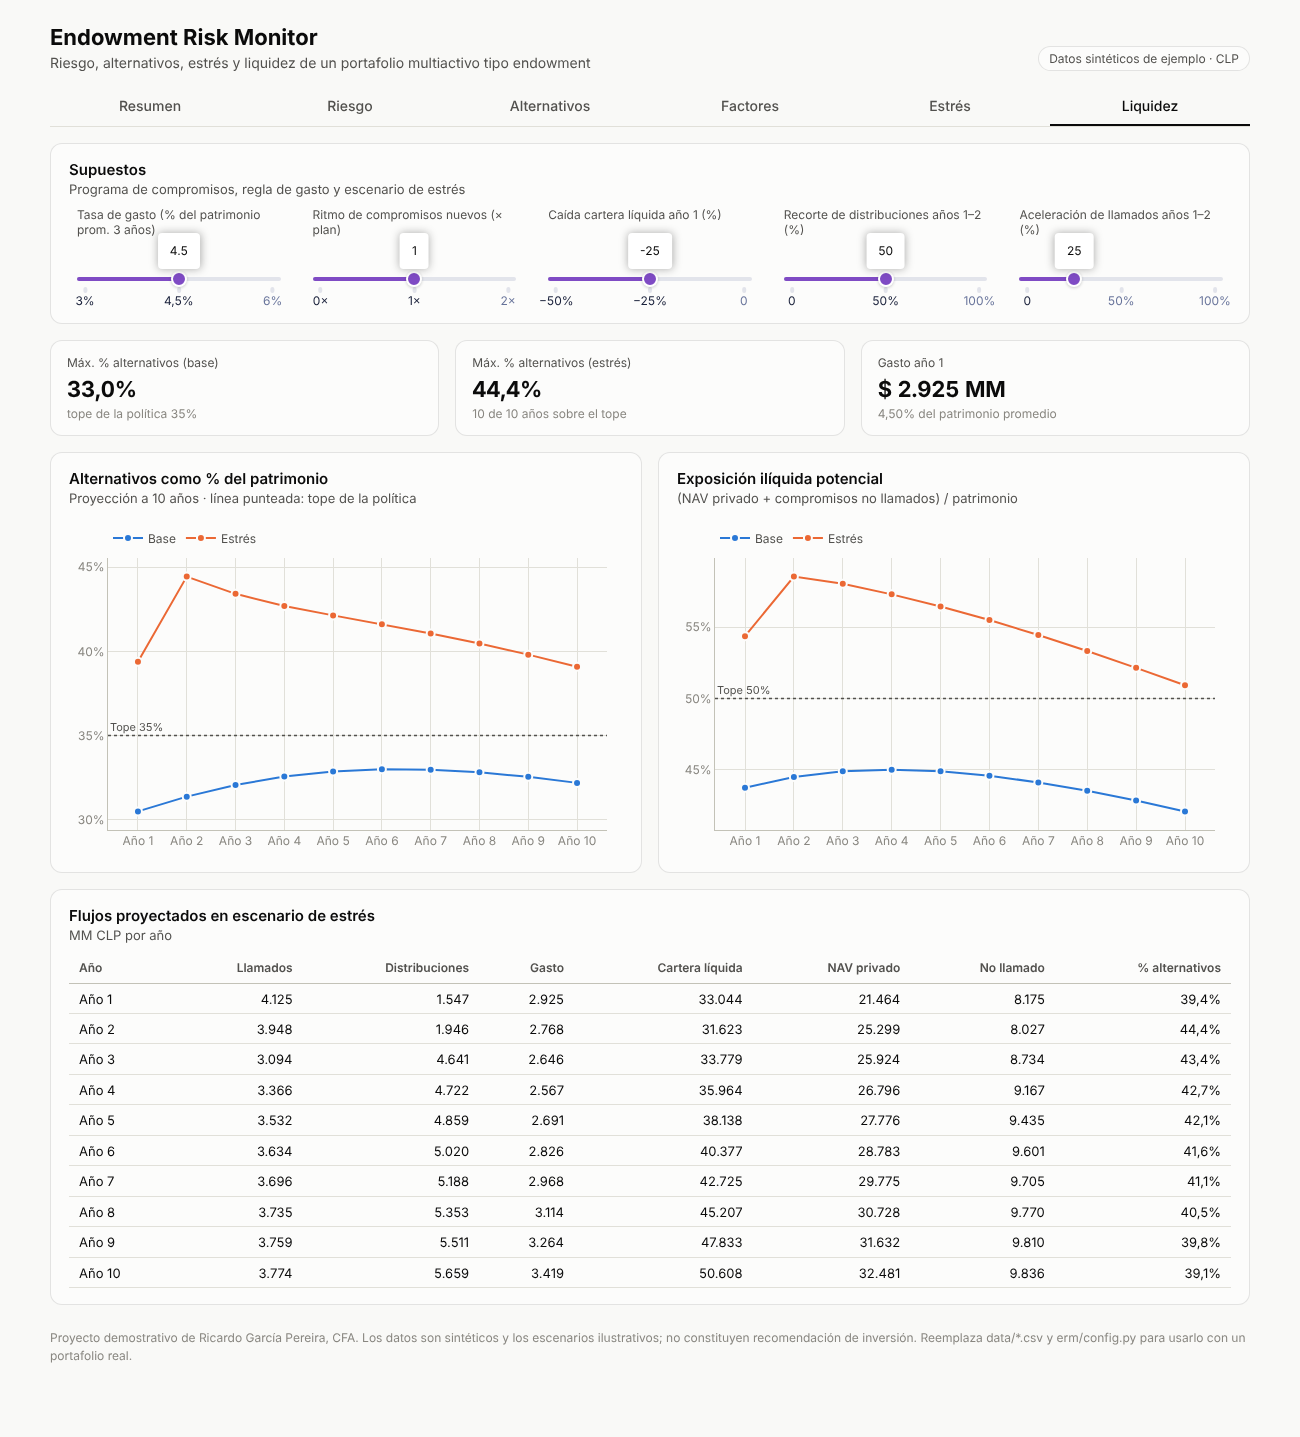 Endowment Risk Monitor
Riesgo, alternativos, estrés y liquidez de un portafolio multiactivo tipo endowment
Datos sintéticos de ejemplo · CLP
Resumen Riesgo Alternativos Factores Estrés Liquidez
Supuestos
Programa de compromisos, regla de gasto y escenario de estrés
Tasa de gasto (% del patrimonio
prom. 3 años)
4.5
3% 4,5% 6%
Ritmo de compromisos nuevos (×
plan)
1
0× 1× 2×
Caída cartera líquida año 1 (%)
-25
−50% −25% 0
Recorte de distribuciones años 1–2
(%)
50
0 50% 100%
Aceleración de llamados años 1–2
(%)
25
0 50% 100%
Máx. % alternativos (base)
33,0%
tope de la política 35%
Máx. % alternativos (estrés)
44,4%
10 de 10 años sobre el tope
Gasto año 1
$ 2.925 MM
4,50% del patrimonio promedio
Alternativos como % del patrimonio
Proyección a 10 años · línea punteada: tope de la política
Base Estrés
45%
40%
35%
30%
Tope 35%
Año 1 Año 2 Año 3 Año 4 Año 5 Año 6 Año 7 Año 8 Año 9 Año 10
Exposición ilíquida potencial
(NAV privado + compromisos no llamados) / patrimonio
Base Estrés
55%
50%
45%
Tope 50%
Año 1 Año 2 Año 3 Año 4 Año 5 Año 6 Año 7 Año 8 Año 9 Año 10
Flujos proyectados en escenario de estrés
MM CLP por año
Año Llamados Distribuciones Gasto Cartera líquida NAV privado No llamado % alternativos
Año 1 4.125 1.547 2.925 33.044 21.464 8.175 39,4%
Año 2 3.948 1.946 2.768 31.623 25.299 8.027 44,4%
Año 3 3.094 4.641 2.646 33.779 25.924 8.734 43,4%
Año 4 3.366 4.722 2.567 35.964 26.796 9.167 42,7%
Año 5 3.532 4.859 2.691 38.138 27.776 9.435 42,1%
Año 6 3.634 5.020 2.826 40.377 28.783 9.601 41,6%
Año 7 3.696 5.188 2.968 42.725 29.775 9.705 41,1%
Año 8 3.735 5.353 3.114 45.207 30.728 9.770 40,5%
Año 9 3.759 5.511 3.264 47.833 31.632 9.810 39,8%
Año 10 3.774 5.659 3.419 50.608 32.481 9.836 39,1%
Proyecto demostrativo de Ricardo García Pereira, CFA. Los datos son sintéticos y los escenarios ilustrativos; no constituyen recomendación de inversión. Reemplaza data/*.csv y erm/config.py para usarlo con un
portafolio real.